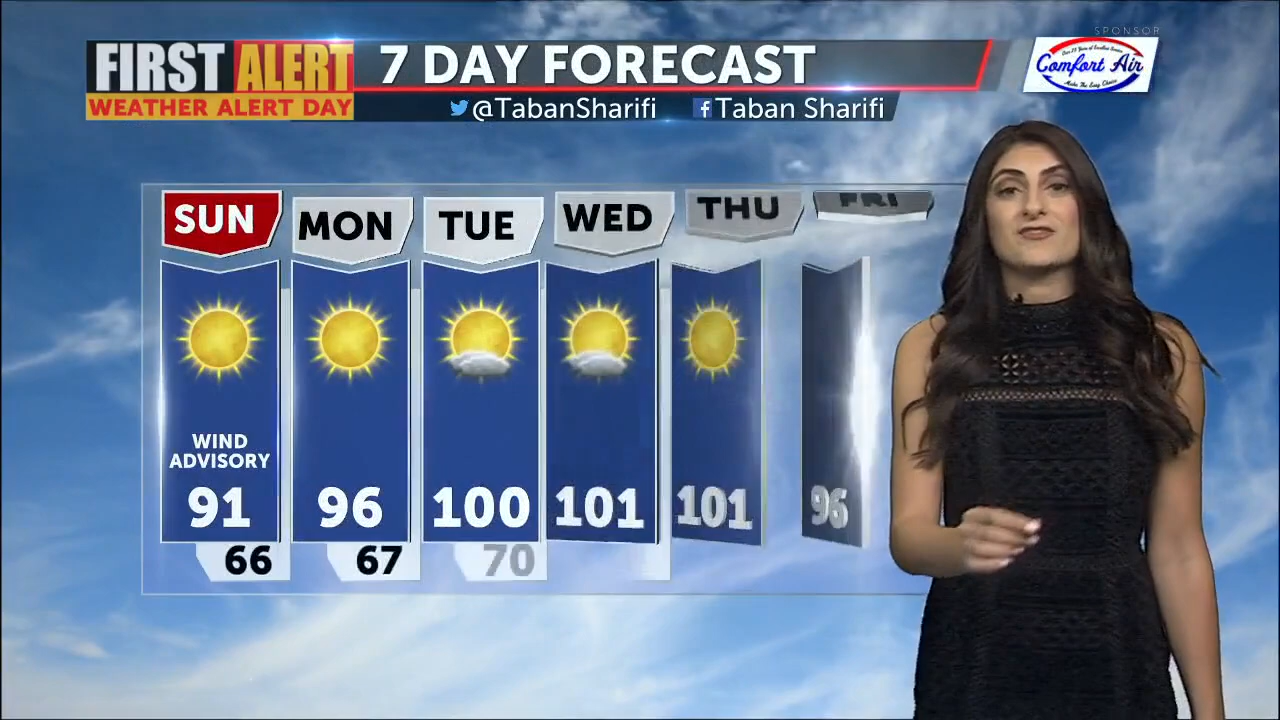 SPONSOR
FIRST ALERT
WEATHER ALERT DAY
7 DAY FORECAST
Comfort Air
@TabanSharifi
Taban Sharifi
SUN
MON
TUE
WED
THU
FRI
WIND
ADVISORY
91
96
100
101
101
96
66
67
70